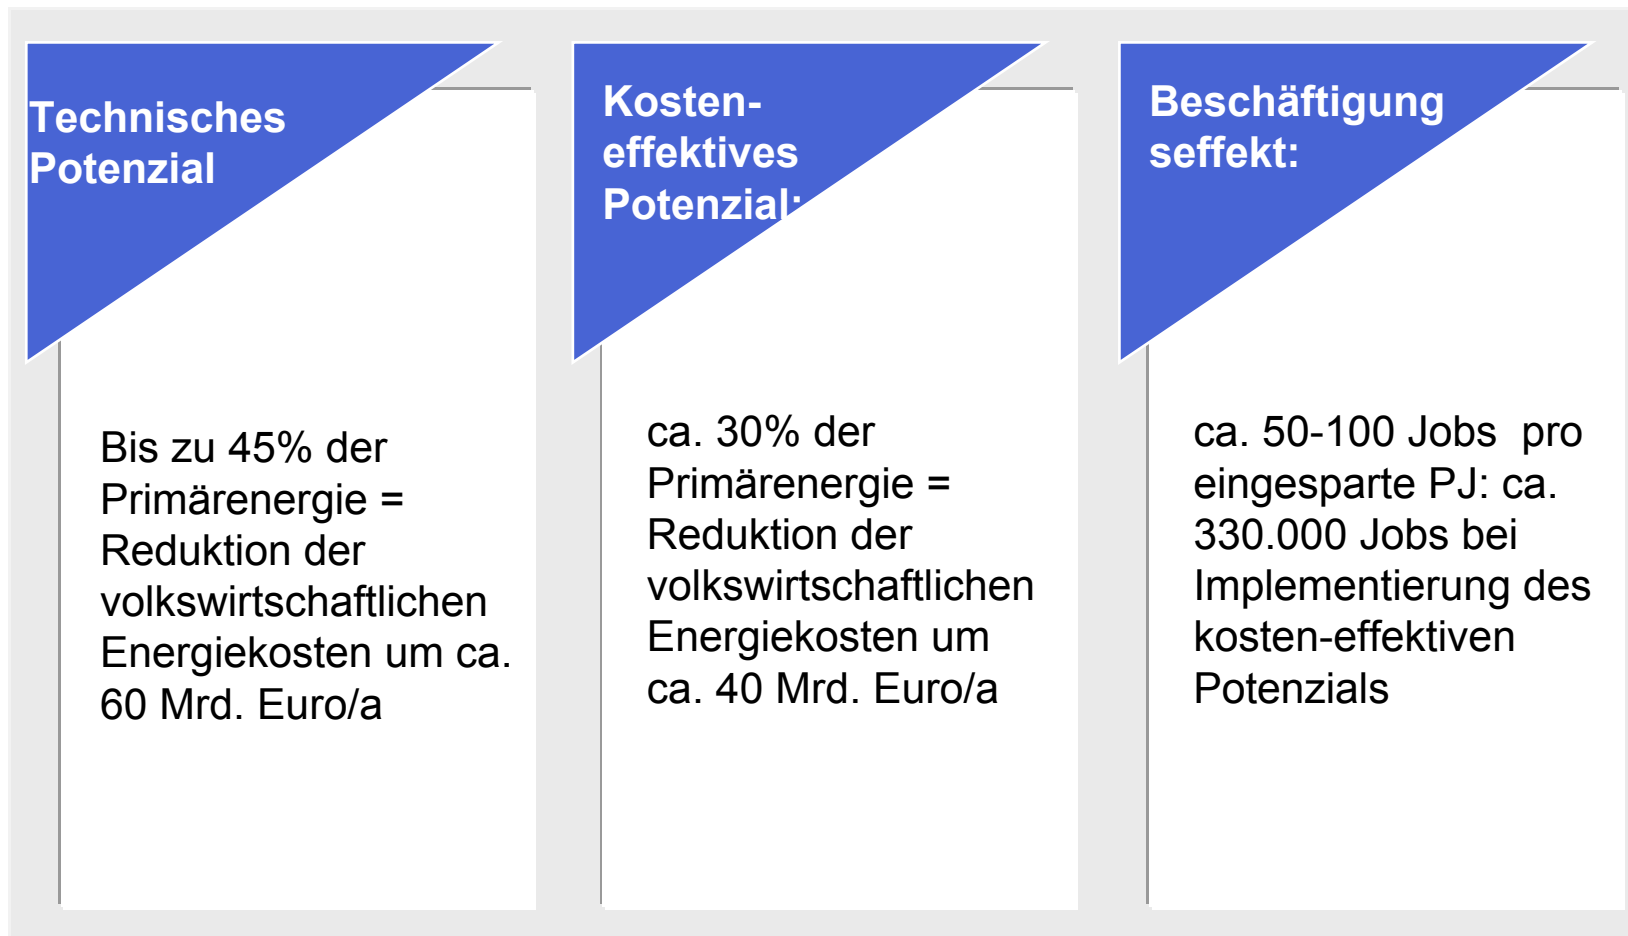 Technisches
Potenzial
Bis zu 45% der
Primärenergie =
Reduktion der
volkswirtschaftlichen
Energiekosten um ca.
60 Mrd. Euro/a
Kosten-
effektives
Potenzial:
ca. 30% der
Primärenergie =
Reduktion der
volkswirtschaftlichen
Energiekosten um
ca. 40 Mrd. Euro/a
Beschäftigung
seffekt:
ca. 50-100 Jobs  pro
eingesparte PJ: ca.
330.000 Jobs bei
Implementierung des
kosten-effektiven
Potenzials